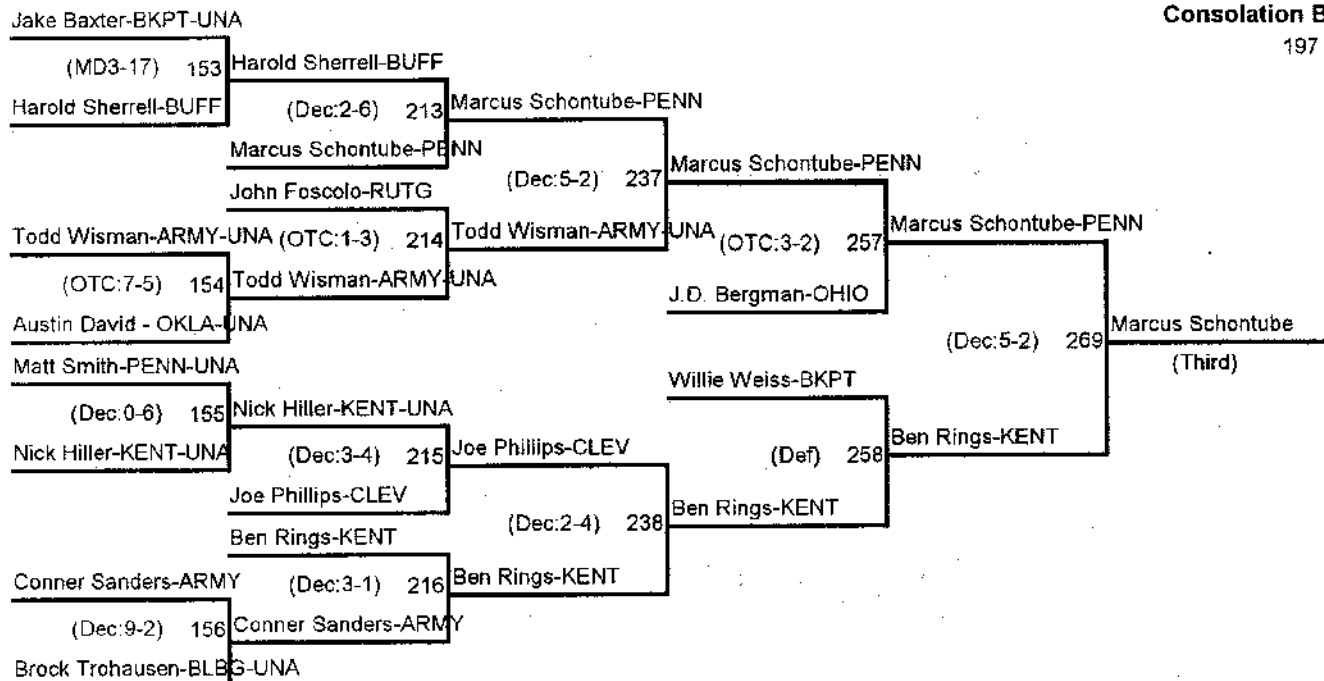 Consolation B
197
Jake Baxter-BKPT-UNA
(MD3-17) 153
Harold Sherrell-BUFF
Harold Sherrell-BUFF
(Dec:2-6) 213
Marcus Schontube-PENN
Marcus Schontube-PENN
(Dec:5-2) 237
Marcus Schontube-PENN
John Foscolo-RUTG
(OTC:1-3) 214
Todd Wisman-ARMY-UNA
Todd Wisman-ARMY-UNA
(OTC:7-5) 154
Todd Wisman-ARMY-UNA
Austin David - OKLA-UNA
(OTC:3-2) 257
Marcus Schontube-PENN
J.D. Bergman-OHIO
(Dec:5-2) 269
Marcus Schontube
(Third)
Matt Smith-PENN-UNA
(Dec:0-6) 155
Nick Hiller-KENT-UNA
Nick Hiller-KENT-UNA
(Dec:3-4) 215
Joe Phillips-CLEV
Joe Phillips-CLEV
Willie Weiss-BKPT
(Def) 258
Ben Rings-KENT
(Dec:2-4) 238
Ben Rings-KENT
Ben Rings-KENT
(Dec:3-1) 216
Ben Rings-KENT
Conner Sanders-ARMY
(Dec:9-2) 156
Conner Sanders-ARMY
Brock Trohausen-BLBG-UNA